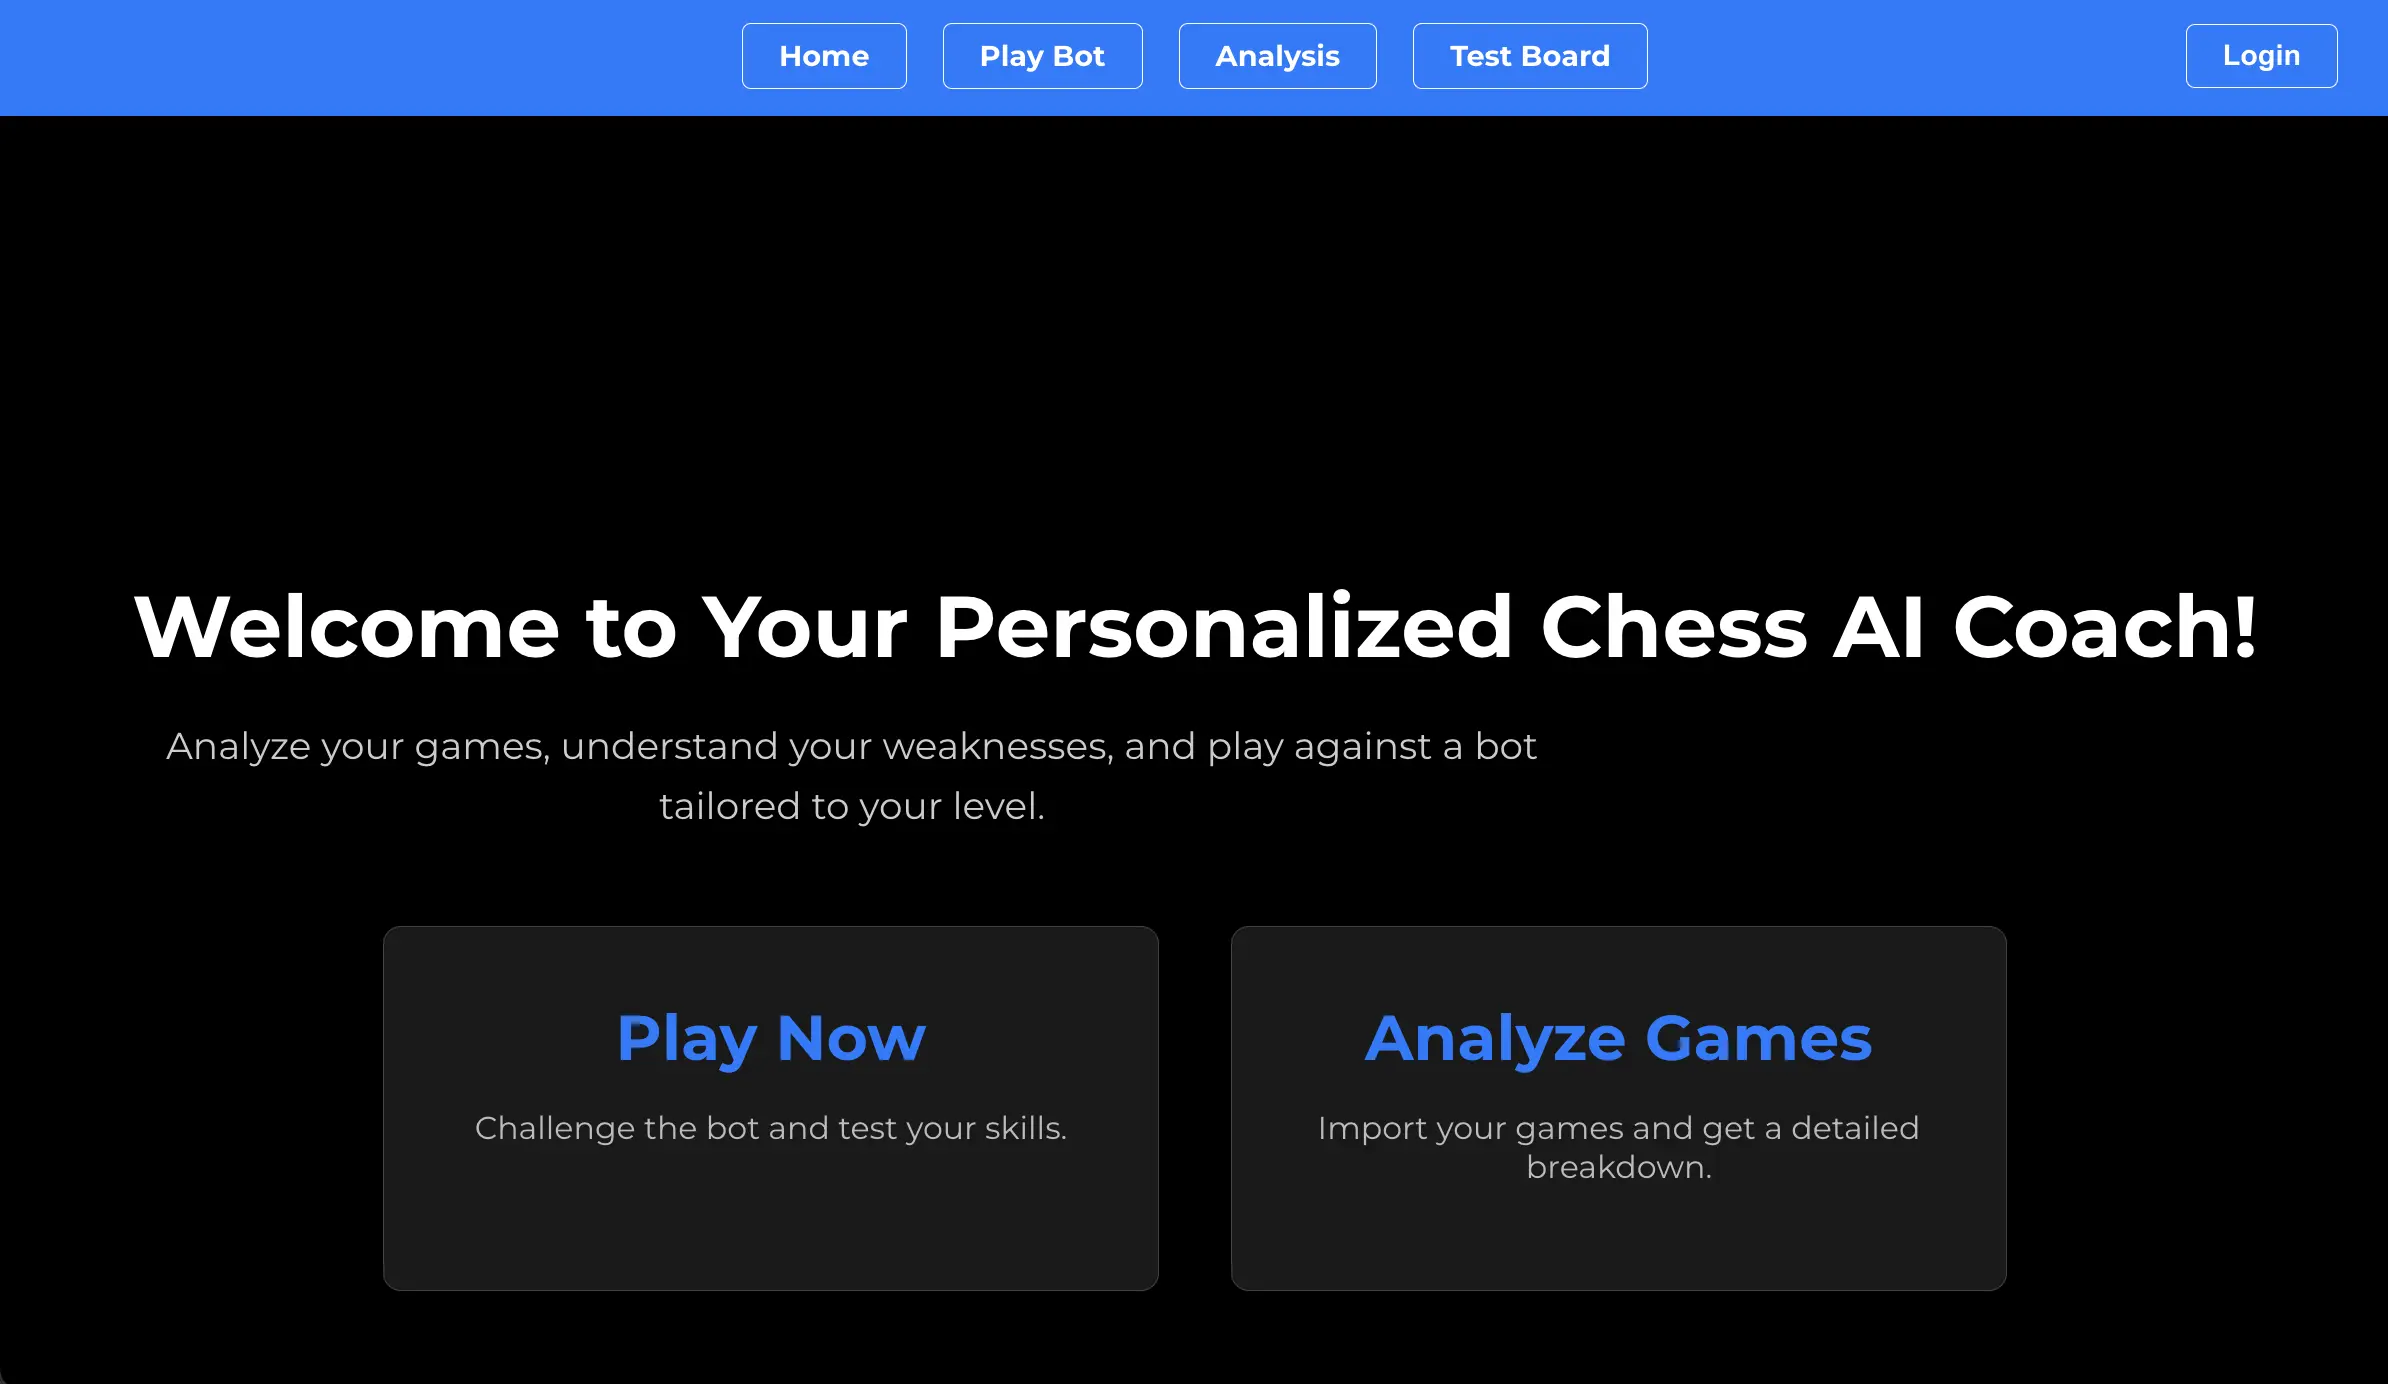 Home
Play Bot
Analysis
Test Board
Login
Welcome to Your Personalized Chess AI Coach!
Analyze your games, understand your weaknesses, and play against a bot
tailored to your level.
Play Now
Challenge the bot and test your skills.
Analyze Games
Import your games and get a detailed
breakdown.